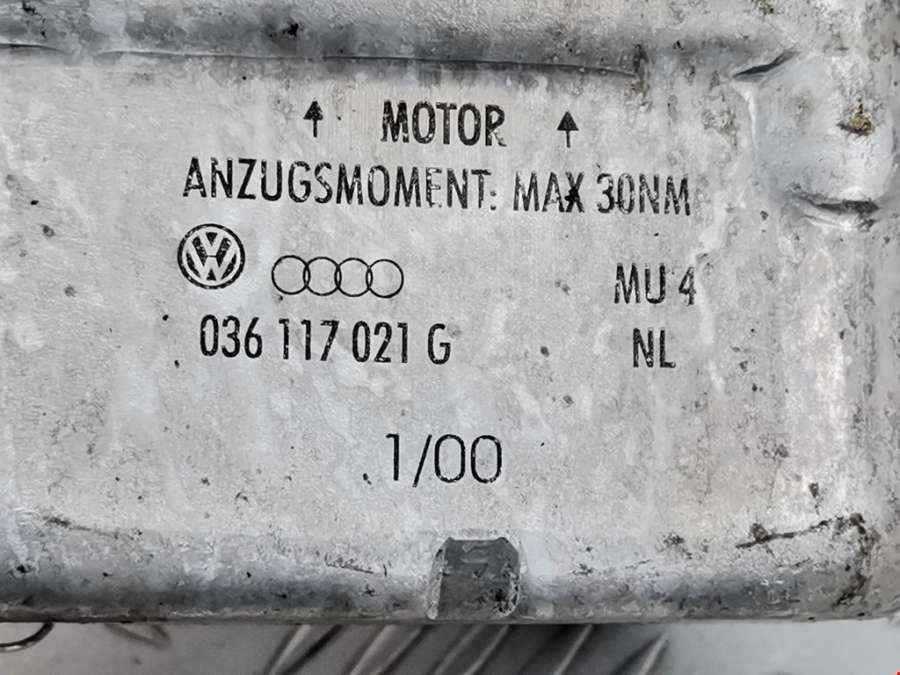 MOTOR
ANZUGSMOMENT: MAX 30NM
MU 4
036 117 021 G
NL
1/00